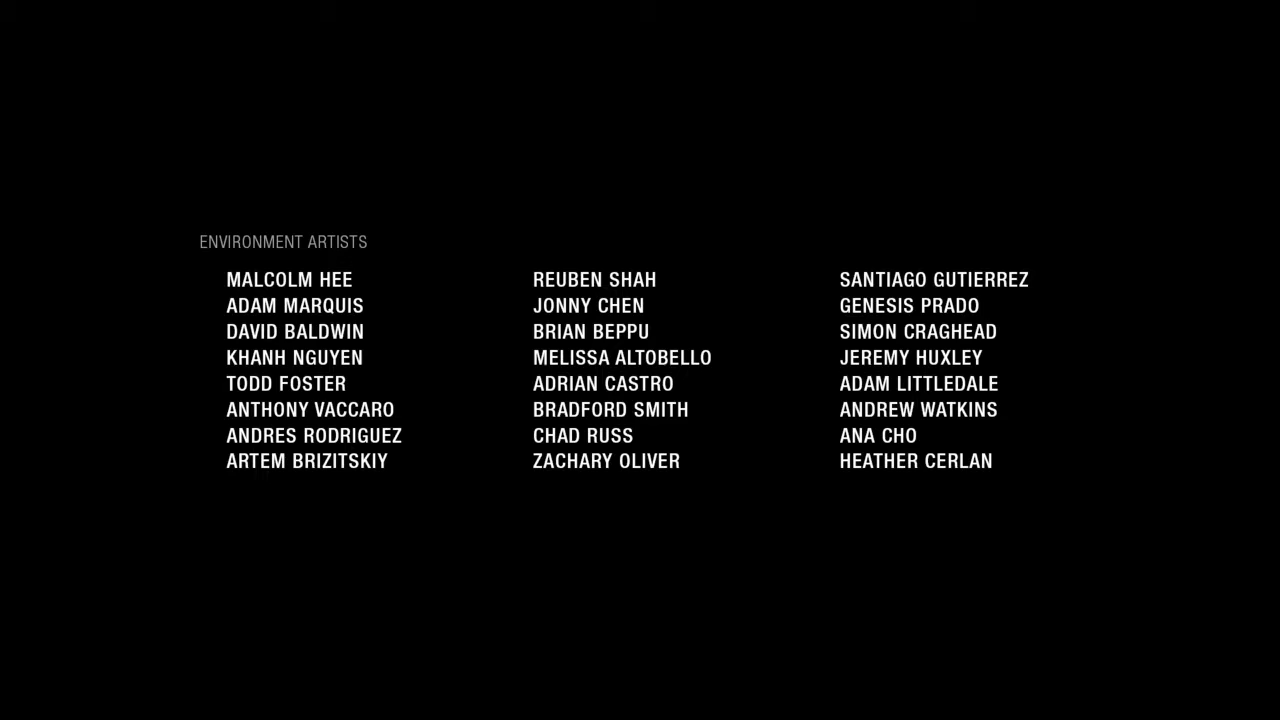 ENVIRONMENT ARTISTS
MALCOLM HEE
ADAM MARQUIS
DAVID BALDWIN
KHANH NGUYEN
TODD FOSTER
ANTHONY VACCARO
ANDRES RODRIGUEZ
ARTEM BRIZITSKIY
REUBEN SHAH
JONNY CHEN
BRIAN BEPPU
MELISSA ALTOBELLO
ADRIAN CASTRO
BRADFORD SMITH
CHAD RUSS
ZACHARY OLIVER
SANTIAGO GUTIERREZ
GENESIS PRADO
SIMON CRAGHEAD
JEREMY HUXLEY
ADAM LITTLEDALE
ANDREW WATKINS
ANA CHO
HEATHER CERLAN